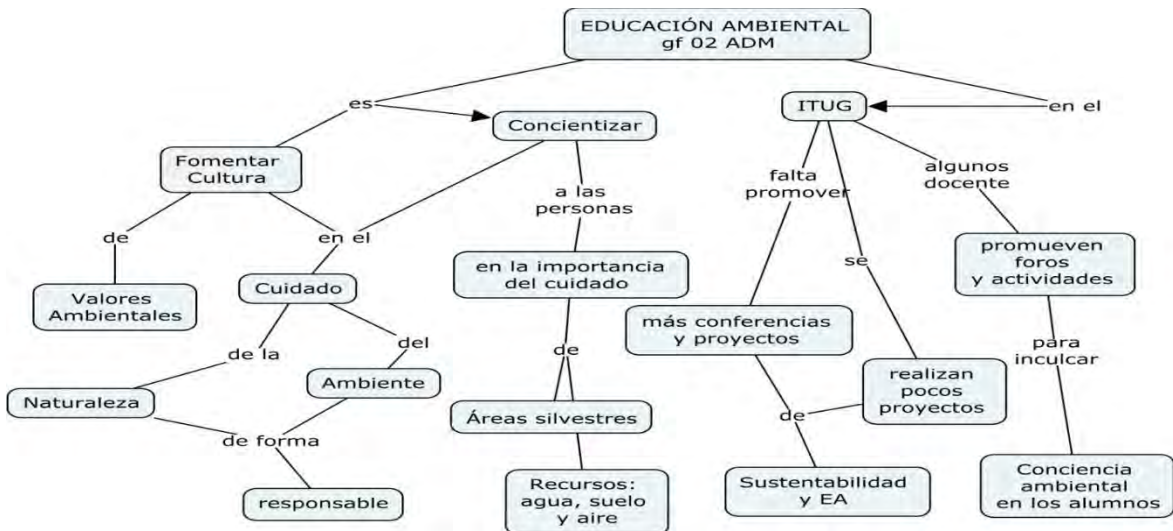 EDUCACIÓN AMBIENTAL
gf 02 ADM
es
en el
Concientizar
ITUG
Fomentar
Cultura
a las
personas
falta
promover
algunos
docente
de
en el
se
promueven
foros
y actividades
en la importancia
del cuidado
Cuidado
Valores
Ambientales
más conferencias
y proyectos
de la
del
de
para
inculcar
Naturaleza
Ambiente
realizan
pocos
proyectos
Áreas silvestres
de
de forma
responsable
Recursos:
agua, suelo
y aire
Sustentabilidad
y EA
Conciencia
ambiental
en los alumnos